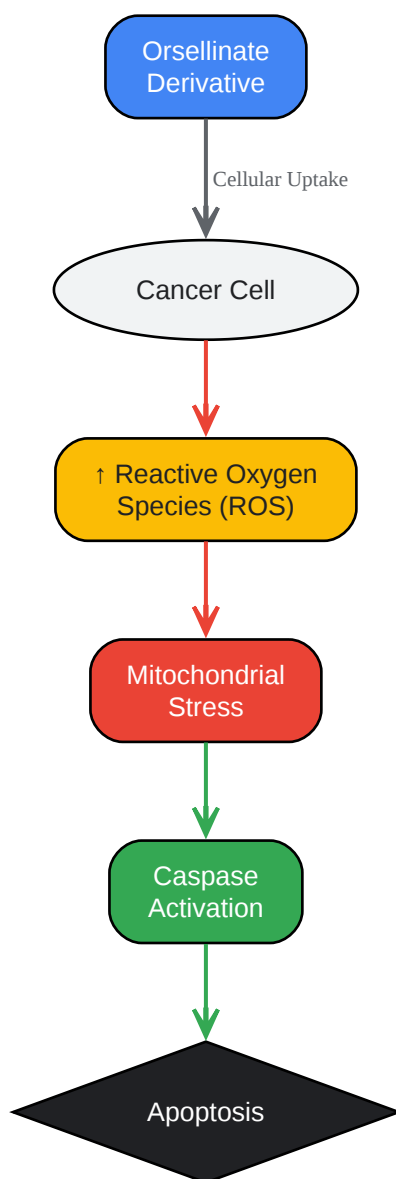 Orsellinate
Derivative
Cellular Uptake
Cancer Cell
↑ Reactive Oxygen
Species (ROS)
Mitochondrial
Stress
Caspase
Activation
Apoptosis